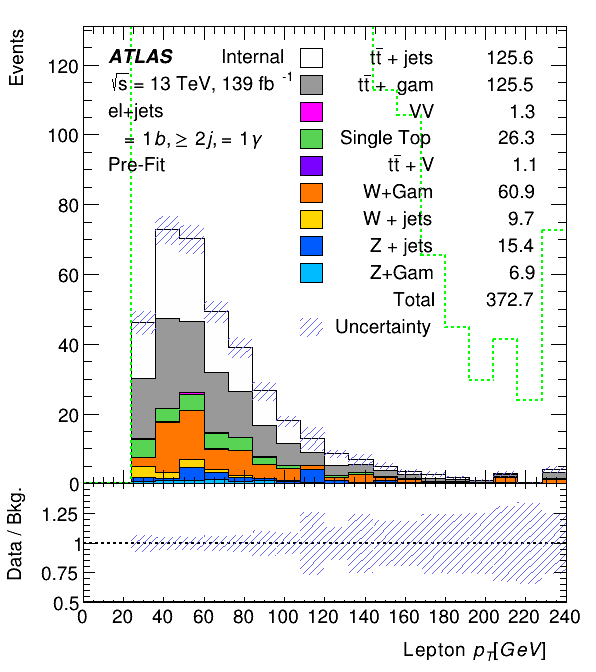 Events
120
100
80
60
40
20
0
ATLAS Internal
√s = 13 TeV, 139 fb⁻¹
el+jets
= 1b, ≥ 2j, = 1γ
Pre-Fit
tt̄ + jets 125.6
tt̄ + gam 125.5
VV 1.3
Single Top 26.3
tt̄ + V 1.1
W+Gam 60.9
W + jets 9.7
Z + jets 15.4
Z+Gam 6.9
Total 372.7
Uncertainty
Data / Bkg.
1.25
1
0.75
0.5
0 20 40 60 80 100 120 140 160 180 200 220 240
Lepton p_T[GeV]